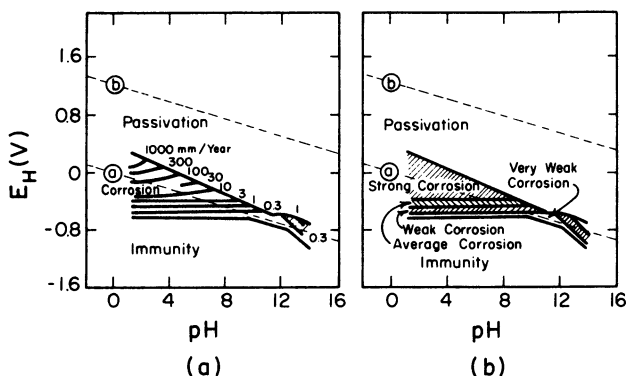 E_H (V)
1.6
0.8
0
-0.8
-1.6
b
Passivation
1000 mm/Year
300
100
30
10
3
1
0.3
1
0.3
a
Corrosion
Immunity
0 4 8 12 16
pH
(a)
b
Passivation
a
Very Weak
Corrosion
Strong Corrosion
Weak Corrosion
Average Corrosion
Immunity
0 4 8 12 16
pH
(b)